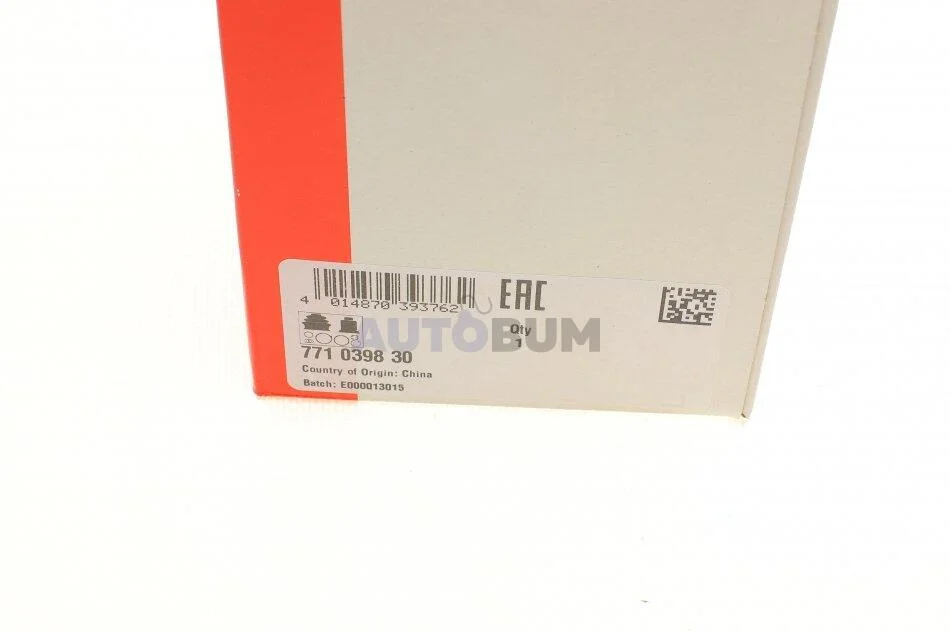 EAC
4 014870 393762
AUTOBUM
Qty
1
771 0398 30
Country of Origin: China
Batch: E000013015